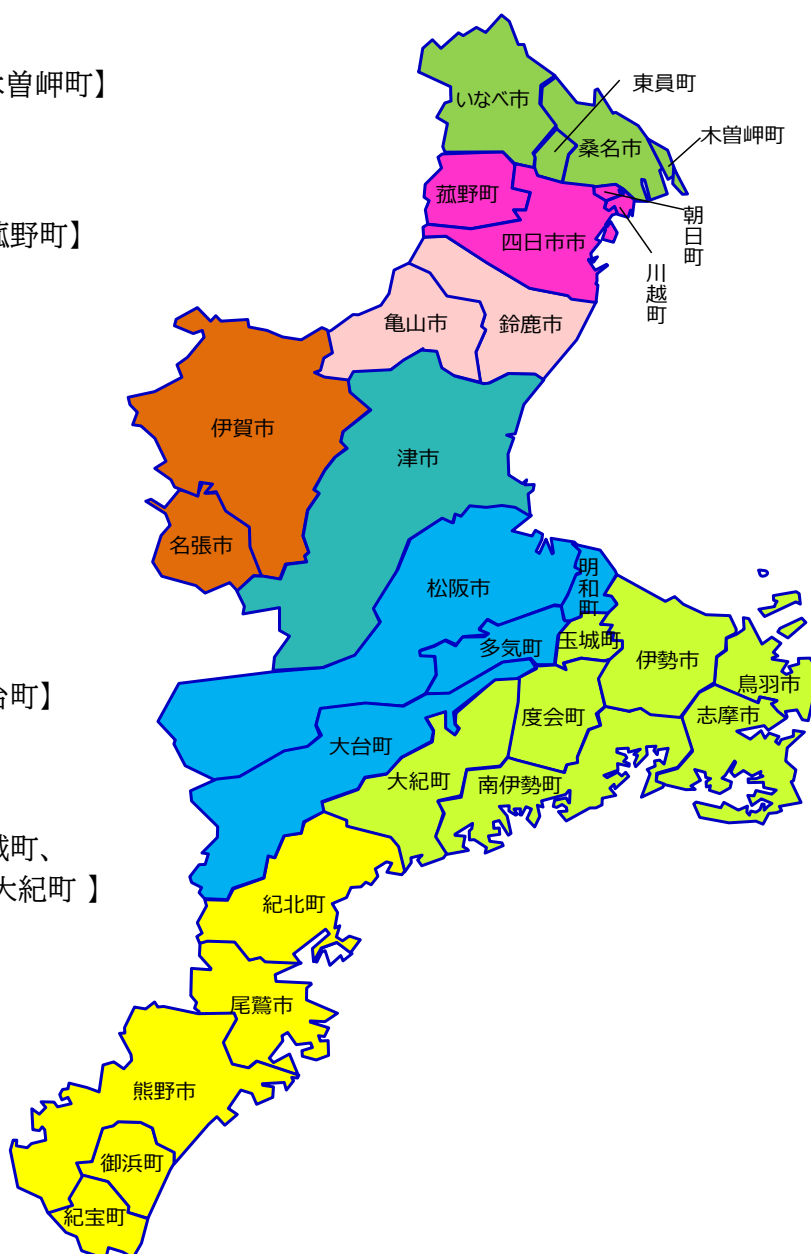 木曽岬町】
いなべ市
東員町
桑名市
木曽岬町
菰野町】
菰野町
四日市市
朝日町
川越町
亀山市
鈴鹿市
伊賀市
津市
名張市
松阪市
明和町
多気町
玉城町
伊勢市
鳥羽市
台町】
志摩市
大台町
度会町
大紀町
南伊勢町
城町、
大紀町 】
紀北町
尾鷲市
熊野市
御浜町
紀宝町